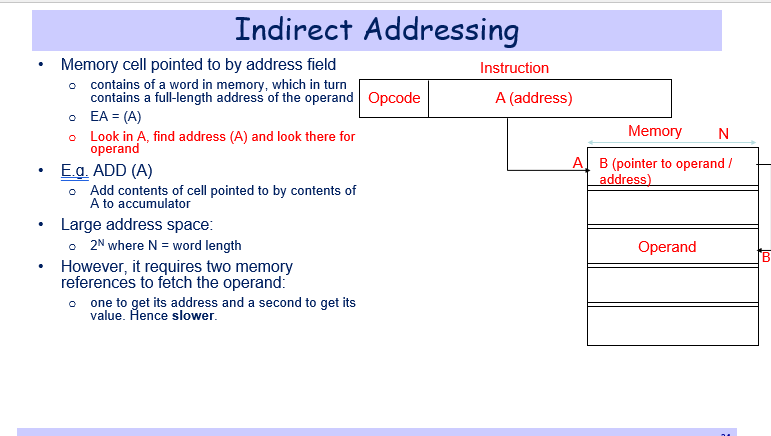 Indirect Addressing
• Memory cell pointed to by address field
o contains of a word in memory, which in turn
contains a full-length address of the operand
o EA = (A)
o Look in A, find address (A) and look there for
operand
• E.g. ADD (A)
o Add contents of cell pointed to by contents of
A to accumulator
• Large address space:
o 2ᴺ where N = word length
• However, it requires two memory
references to fetch the operand:
o one to get its address and a second to get its
value. Hence slower.
Instruction
Opcode
A (address)
Memory
N
A
B (pointer to operand /
address)
Operand
B